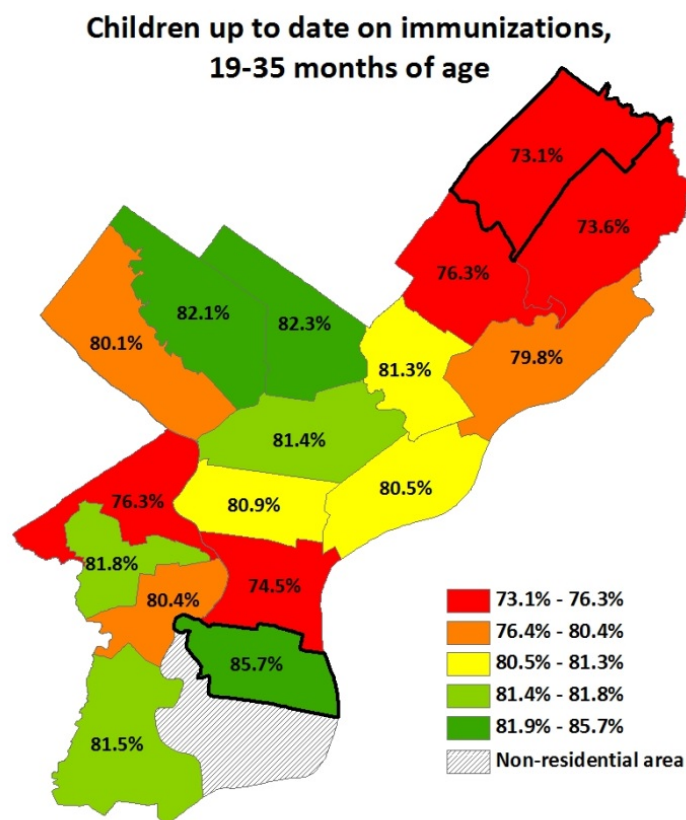 Children up to date on immunizations,
19-35 months of age
73.1%
73.6%
76.3%
82.1%
82.3%
80.1%
79.8%
81.3%
81.4%
80.5%
76.3%
80.9%
81.8%
74.5%
80.4%
85.7%
81.5%
73.1% - 76.3%
76.4% - 80.4%
80.5% - 81.3%
81.4% - 81.8%
81.9% - 85.7%
Non-residential area